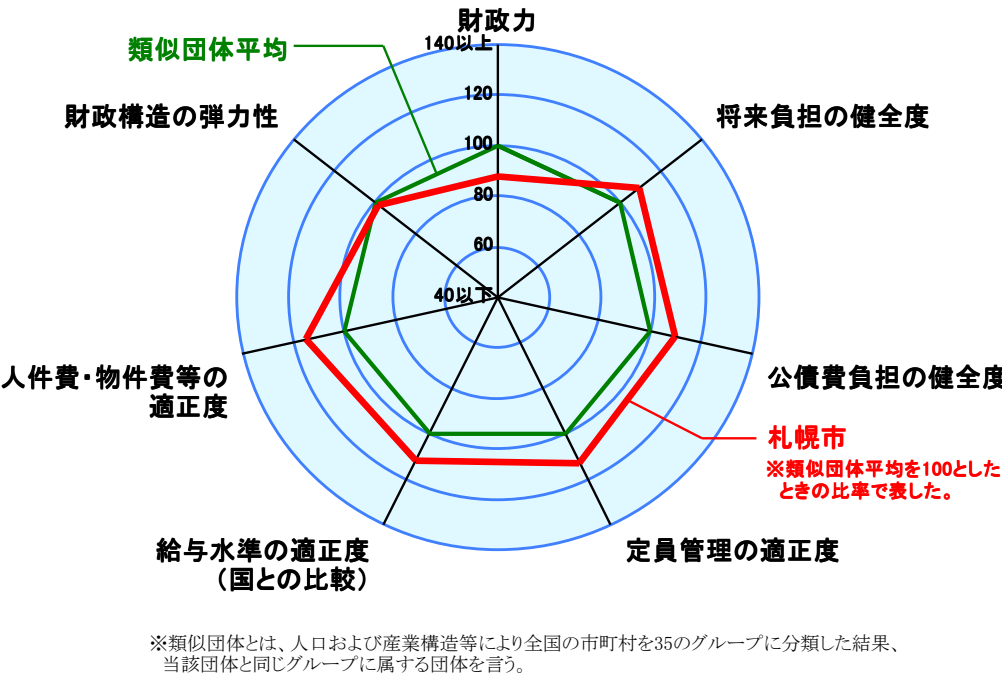 財政力
140以上
類似団体平均
120
財政構造の弾力性
将来負担の健全度
100
80
60
40以下
人件費・物件費等の
適正度
公債費負担の健全度
札幌市
※類似団体平均を100とした
ときの比率で表した。
給与水準の適正度
（国との比較）
定員管理の適正度
※類似団体とは、人口および産業構造等により全国の市町村を35のグループに分類した結果、
当該団体と同じグループに属する団体を言う。